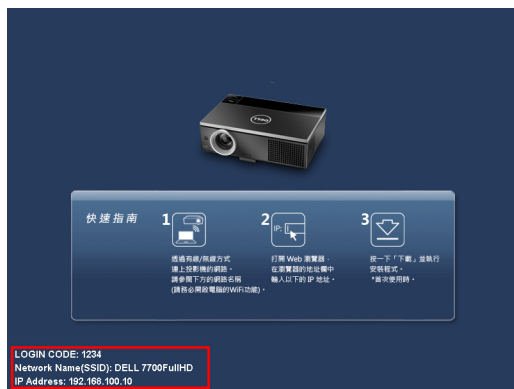 DELL
快速指南
1
透過有線/無線方式
連上投影機的網路。
請參閱下方的網路名稱
(請務必開啟電腦的WiFi功能)。
2
IP:
打開 Web 瀏覽器，
在瀏覽器的地址欄中
輸入以下的 IP 地址。
3
按一下「下載」並執行
安裝程式。
*首次使用時。
LOGIN CODE: 1234
Network Name(SSID): DELL 7700FullHD
IP Address: 192.168.100.10